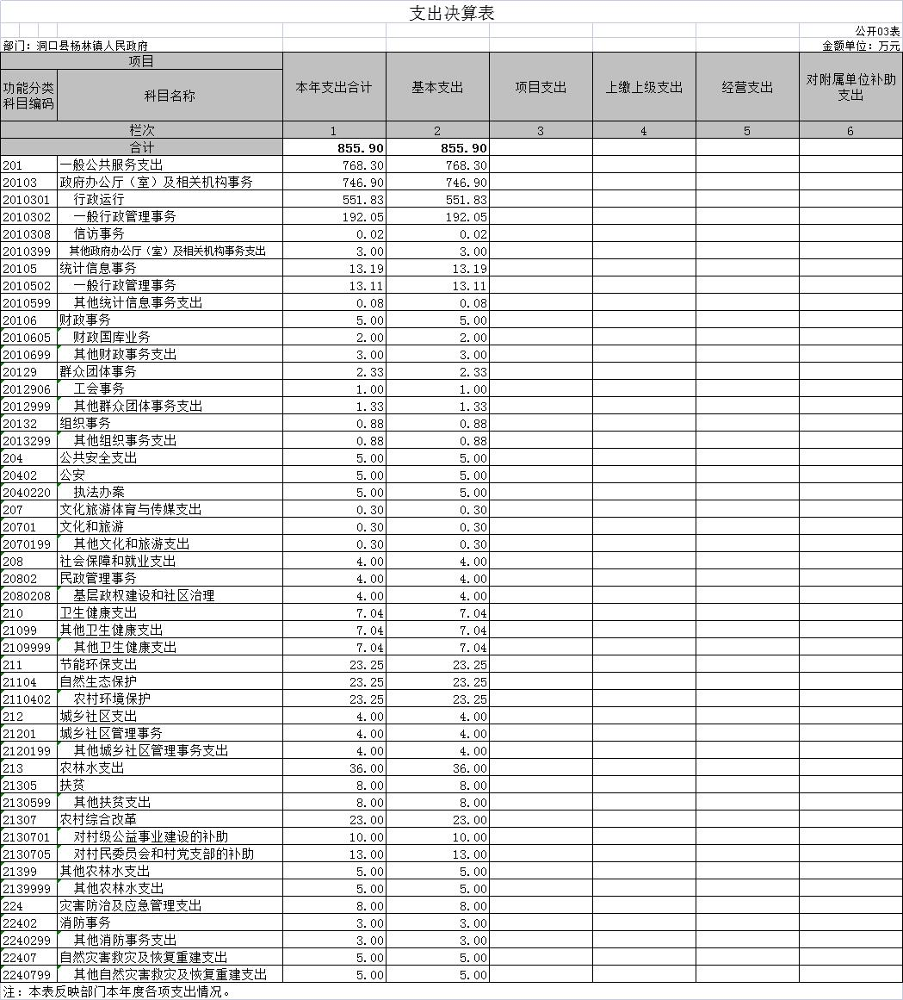 支出决算表
公开03表
部门：洞口县杨林镇人民政府 金额单位：万元
项目 本年支出合计 基本支出 项目支出 上缴上级支出 经营支出 对附属单位补助支出
功能分类科目编码 科目名称
栏次 1 2 3 4 5 6
合计 855.90 855.90
201 一般公共服务支出 768.30 768.30
20103 政府办公厅（室）及相关机构事务 746.90 746.90
2010301 行政运行 551.83 551.83
2010302 一般行政管理事务 192.05 192.05
2010308 信访事务 0.02 0.02
2010399 其他政府办公厅（室）及相关机构事务支出 3.00 3.00
20105 统计信息事务 13.19 13.19
2010502 一般行政管理事务 13.11 13.11
2010599 其他统计信息事务支出 0.08 0.08
20106 财政事务 5.00 5.00
2010605 财政国库业务 2.00 2.00
2010699 其他财政事务支出 3.00 3.00
20129 群众团体事务 2.33 2.33
2012906 工会事务 1.00 1.00
2012999 其他群众团体事务支出 1.33 1.33
20132 组织事务 0.88 0.88
2013299 其他组织事务支出 0.88 0.88
204 公共安全支出 5.00 5.00
20402 公安 5.00 5.00
2040220 执法办案 5.00 5.00
207 文化旅游体育与传媒支出 0.30 0.30
20701 文化和旅游 0.30 0.30
2070199 其他文化和旅游支出 0.30 0.30
208 社会保障和就业支出 4.00 4.00
20802 民政管理事务 4.00 4.00
2080208 基层政权建设和社区治理 4.00 4.00
210 卫生健康支出 7.04 7.04
21099 其他卫生健康支出 7.04 7.04
2109999 其他卫生健康支出 7.04 7.04
211 节能环保支出 23.25 23.25
21104 自然生态保护 23.25 23.25
2110402 农村环境保护 23.25 23.25
212 城乡社区支出 4.00 4.00
21201 城乡社区管理事务 4.00 4.00
2120199 其他城乡社区管理事务支出 4.00 4.00
213 农林水支出 36.00 36.00
21305 扶贫 8.00 8.00
2130599 其他扶贫支出 8.00 8.00
21307 农村综合改革 23.00 23.00
2130701 对村级公益事业建设的补助 10.00 10.00
2130705 对村民委员会和村党支部的补助 13.00 13.00
21399 其他农林水支出 5.00 5.00
2139999 其他农林水支出 5.00 5.00
224 灾害防治及应急管理支出 8.00 8.00
22402 消防事务 3.00 3.00
2240299 其他消防事务支出 3.00 3.00
22407 自然灾害救灾及恢复重建支出 5.00 5.00
2240799 其他自然灾害救灾及恢复重建支出 5.00 5.00
注：本表反映部门本年度各项支出情况。